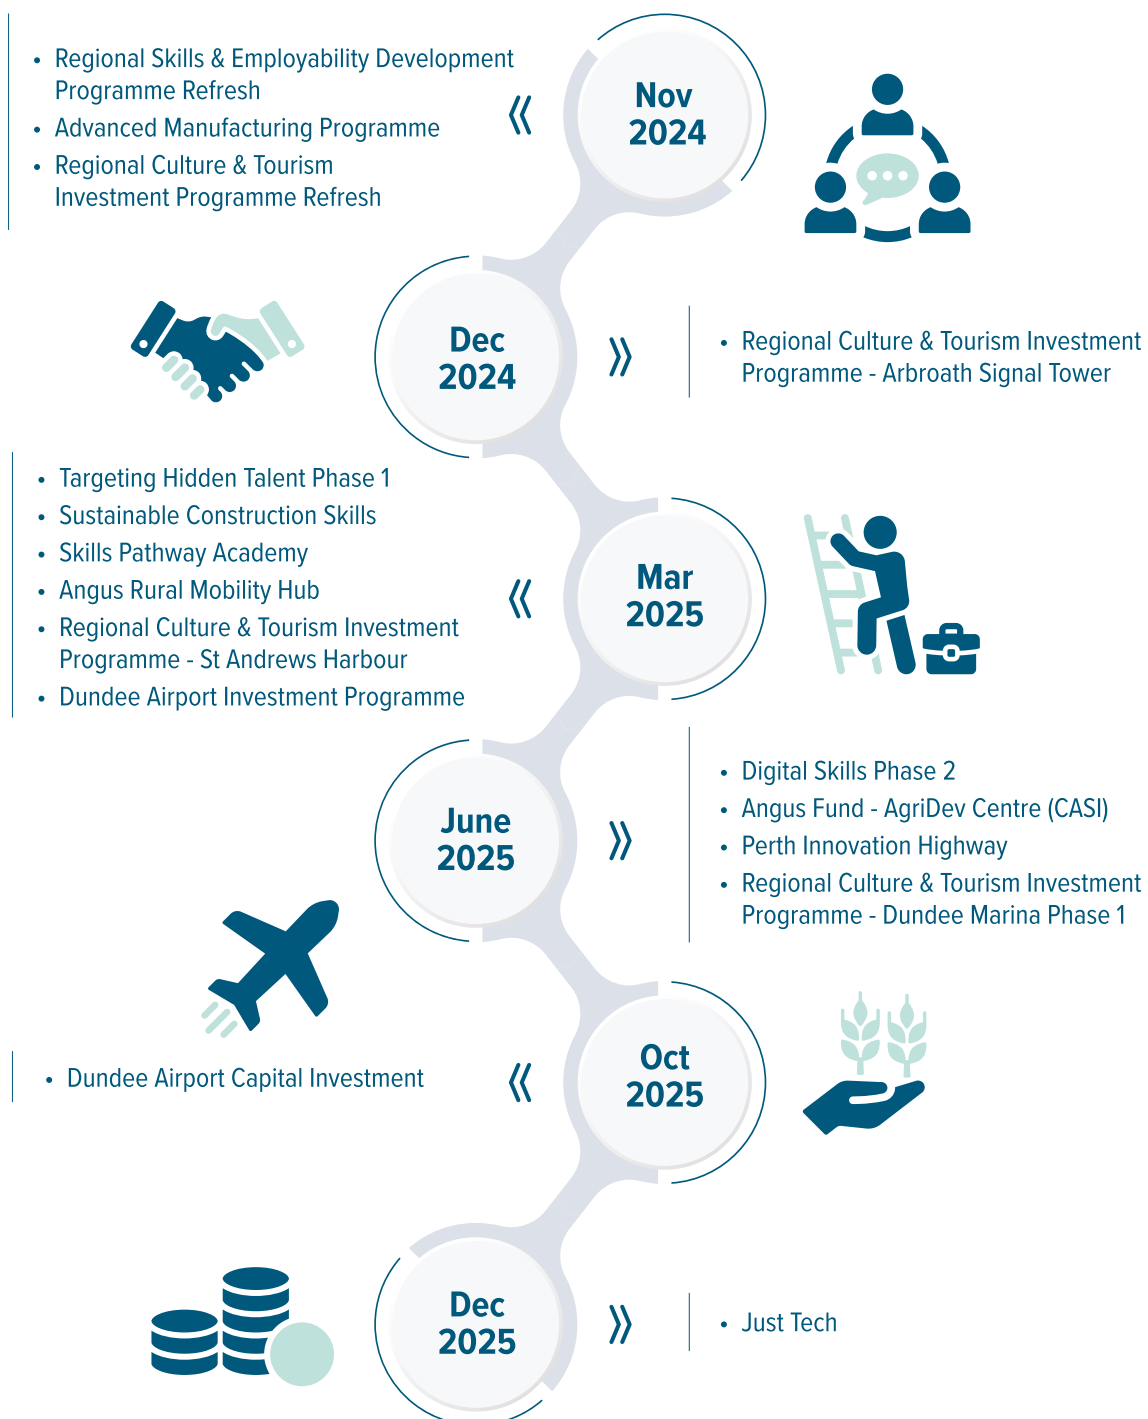 Nov
2024
• Regional Skills & Employability Development
Programme Refresh
• Advanced Manufacturing Programme
• Regional Culture & Tourism
Investment Programme Refresh
Dec
2024
• Regional Culture & Tourism Investment
Programme - Arbroath Signal Tower
Mar
2025
• Targeting Hidden Talent Phase 1
• Sustainable Construction Skills
• Skills Pathway Academy
• Angus Rural Mobility Hub
• Regional Culture & Tourism Investment
Programme - St Andrews Harbour
• Dundee Airport Investment Programme
June
2025
• Digital Skills Phase 2
• Angus Fund - AgriDev Centre (CASI)
• Perth Innovation Highway
• Regional Culture & Tourism Investment
Programme - Dundee Marina Phase 1
Oct
2025
• Dundee Airport Capital Investment
Dec
2025
• Just Tech